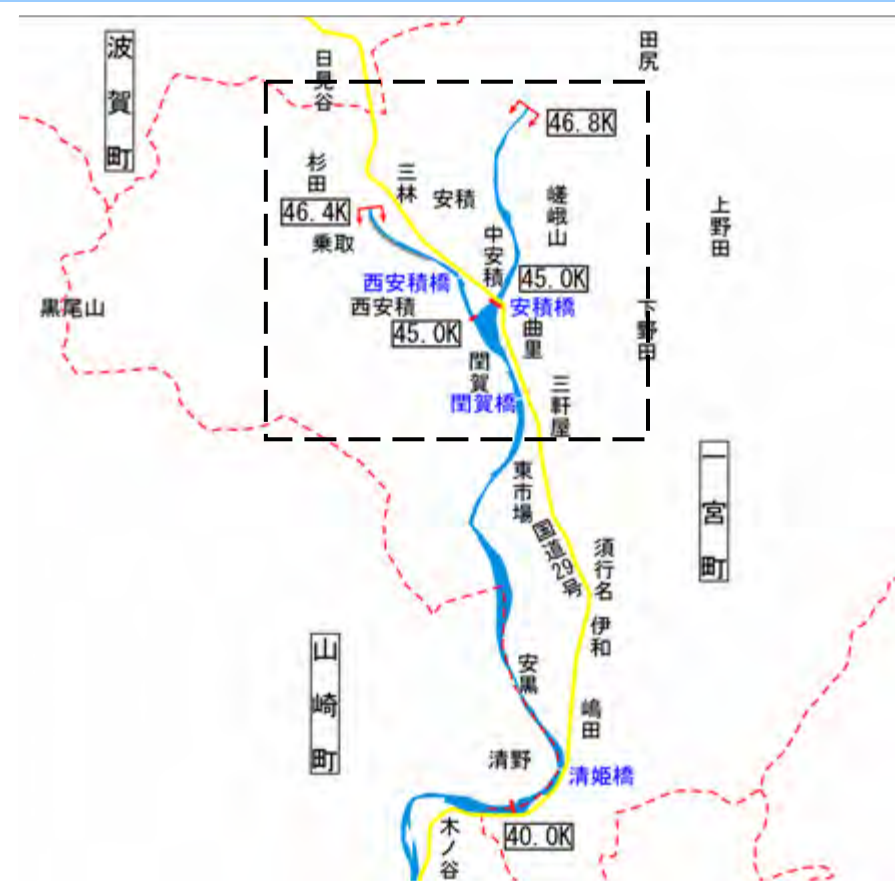 田尻
波賀町
日見谷
46.8K
杉田
三林
安積
嵯峨山
上野田
46.4K
乗取
中安積
45.0K
西安積橋
黒尾山
西安積
安積橋
下野田
45.0K
曲里
閏賀
三軒屋
閏賀橋
一宮町
東市場
国道29号
須行名
伊和
山崎町
安黒
嶋田
清野
清姫橋
木ノ谷
40.0K